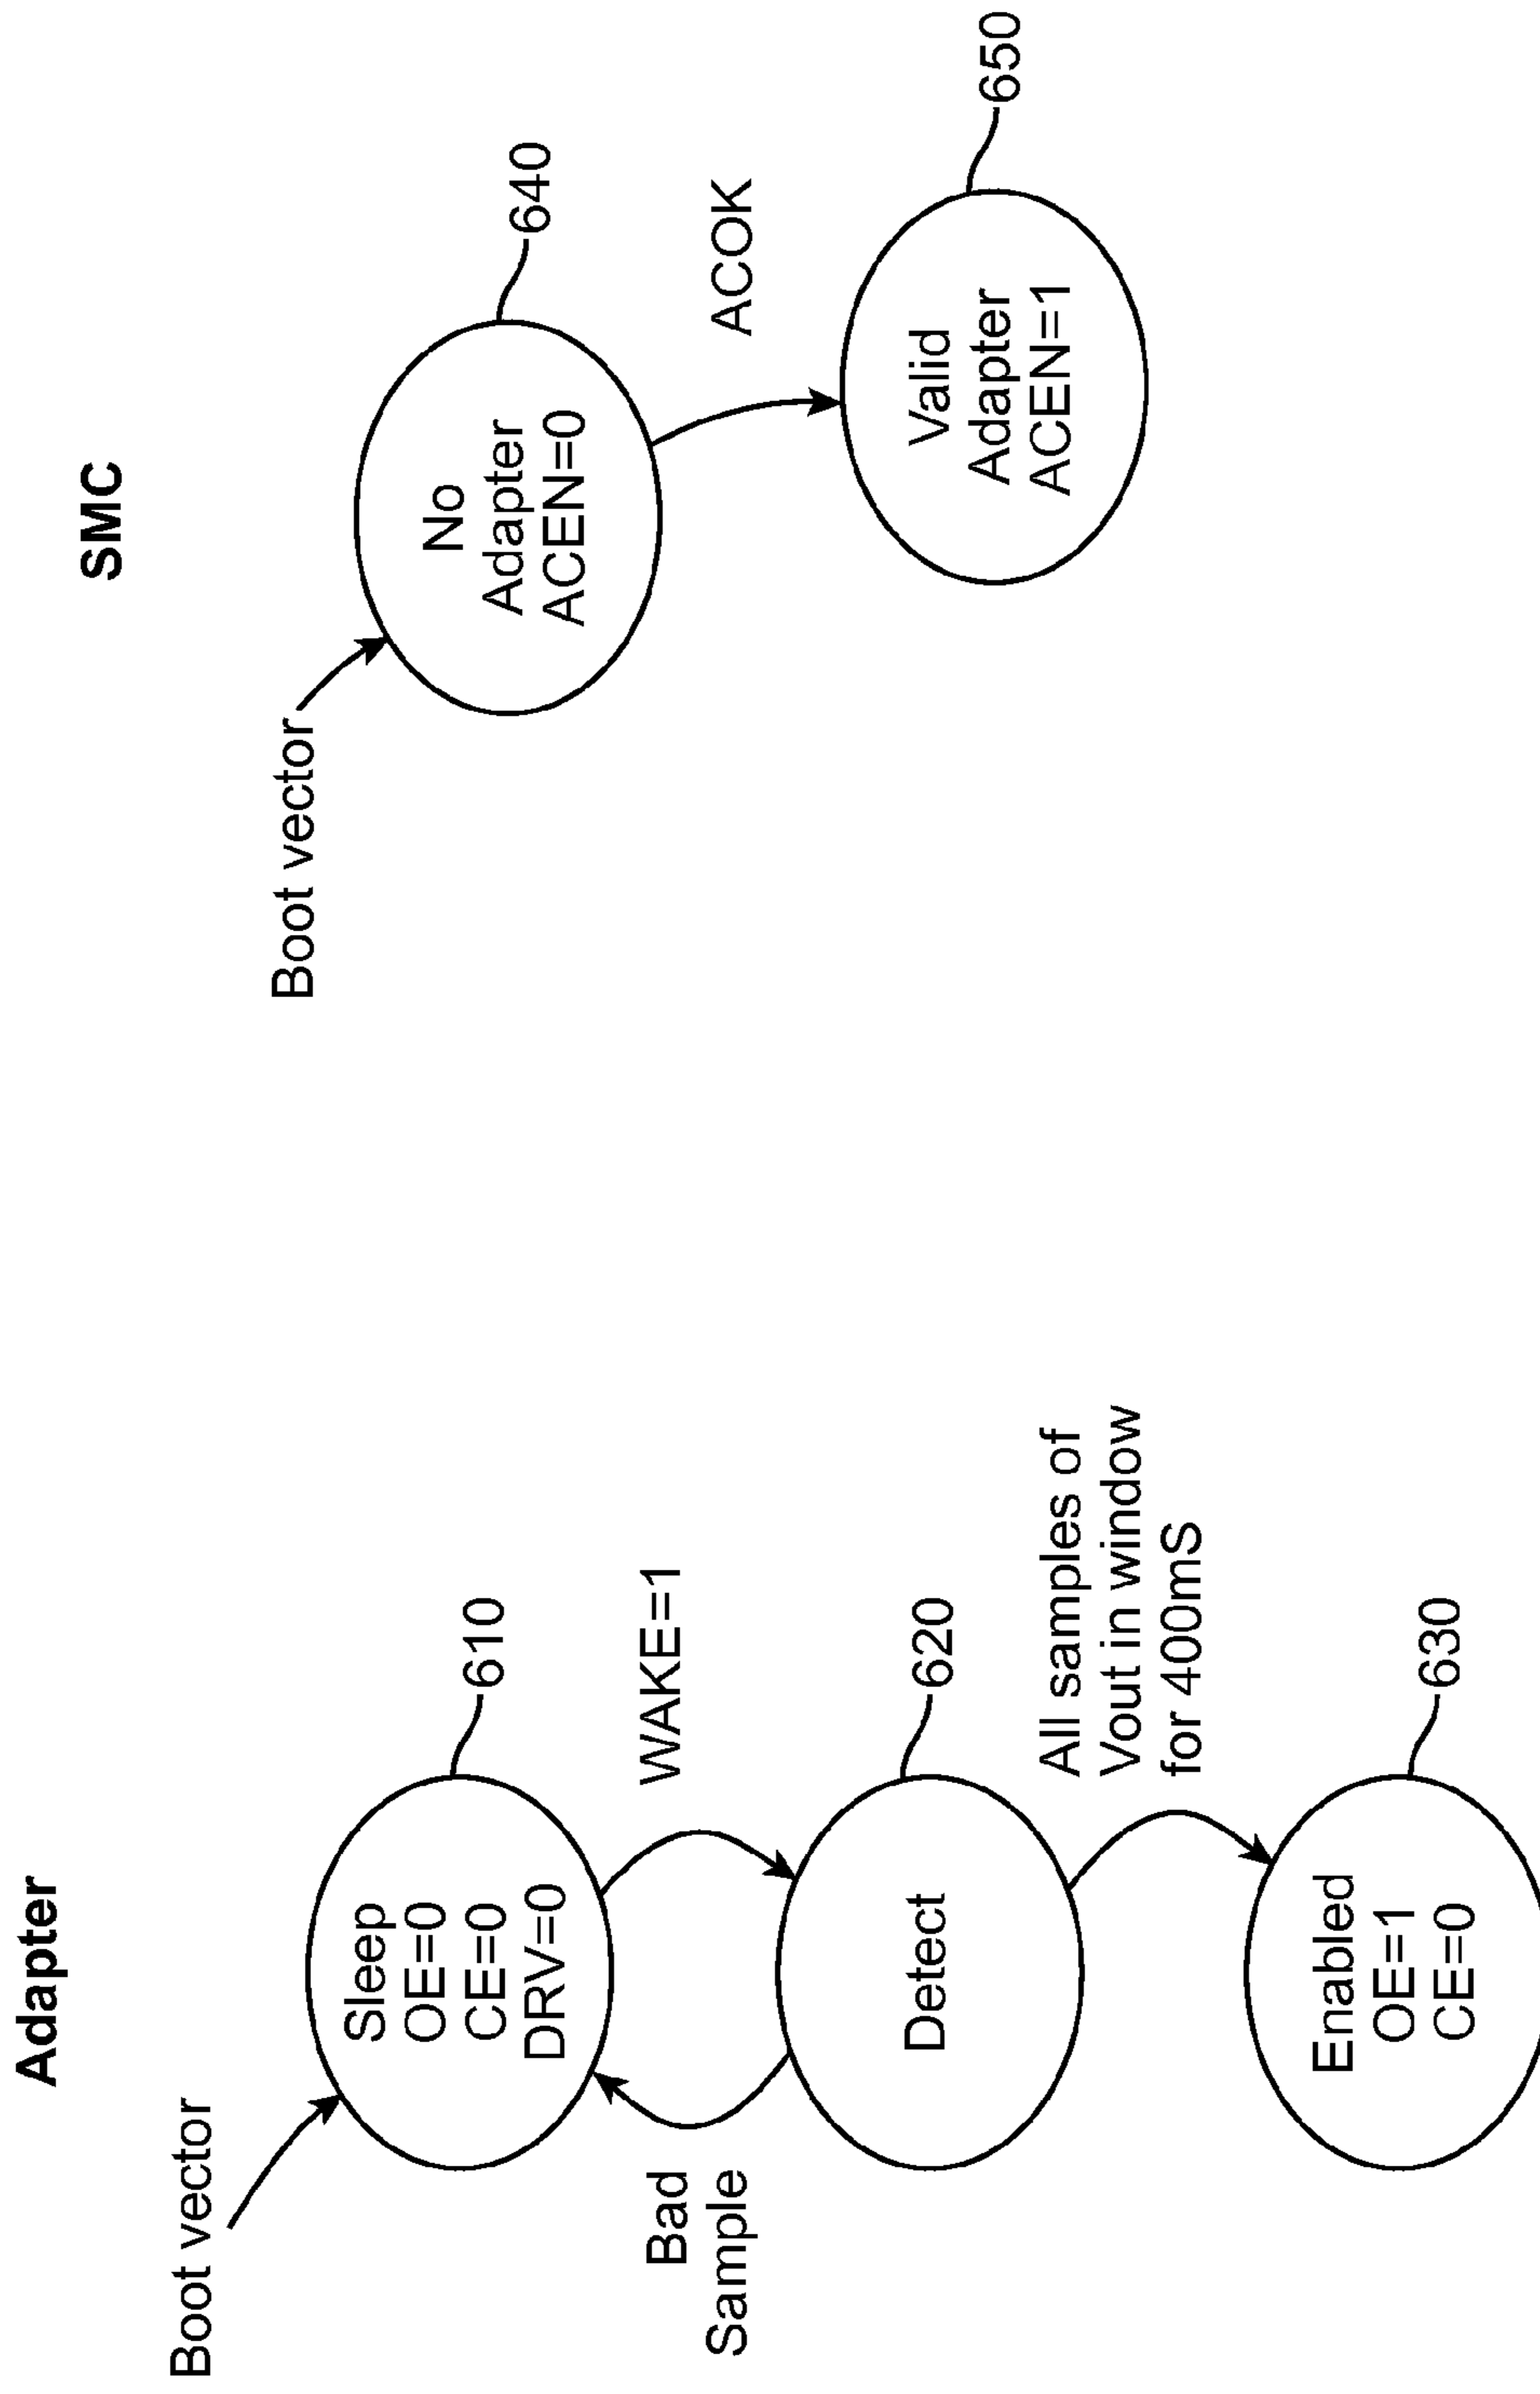 Adapter
Boot vector
Sleep
OE=0
CE=0
DRV=0
610
WAKE=1
Bad
Sample
Detect
620
All samples of
Vout in window
for 400mS
Enabled
OE=1
CE=0
630
SMC
Boot vector
No
Adapter
ACEN=0
640
ACOK
Valid
Adapter
ACEN=1
650